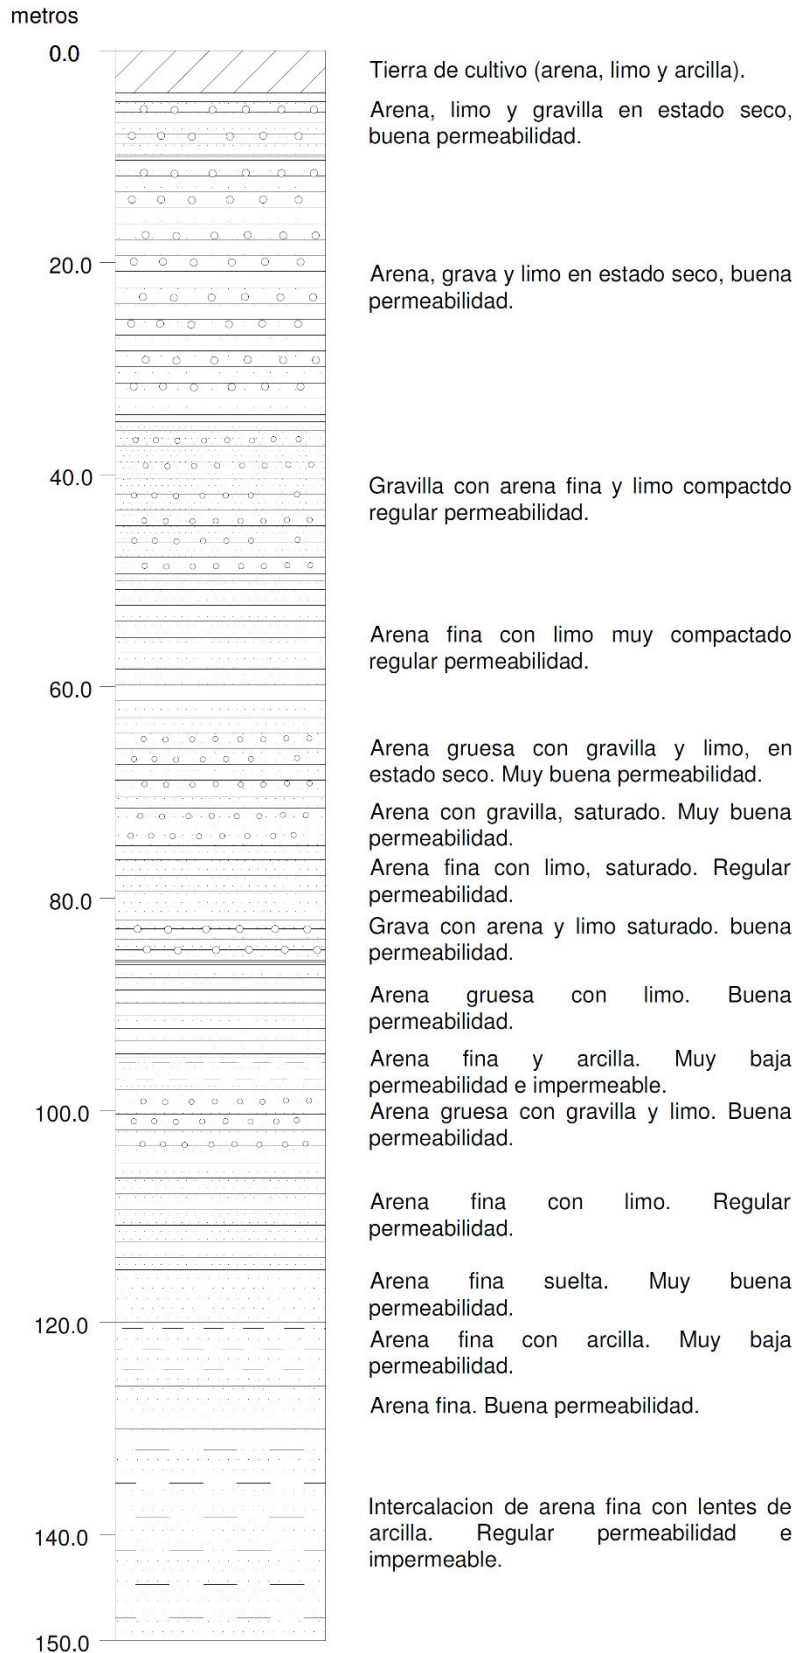 metros
0.0
Tierra de cultivo (arena, limo y arcilla).
Arena, limo y gravilla en estado seco,
buena permeabilidad.
20.0
Arena, grava y limo en estado seco, buena
permeabilidad.
40.0
Gravilla con arena fina y limo compactdo
regular permeabilidad.
Arena fina con limo muy compactado
regular permeabilidad.
60.0
Arena gruesa con gravilla y limo, en
estado seco. Muy buena permeabilidad.
Arena con gravilla, saturado. Muy buena
permeabilidad.
Arena fina con limo, saturado. Regular
permeabilidad.
80.0
Grava con arena y limo saturado. buena
permeabilidad.
Arena gruesa con limo. Buena
permeabilidad.
Arena fina y arcilla. Muy baja
permeabilidad e impermeable.
100.0
Arena gruesa con gravilla y limo. Buena
permeabilidad.
Arena fina con limo. Regular
permeabilidad.
Arena fina suelta. Muy buena
permeabilidad.
120.0
Arena fina con arcilla. Muy baja
permeabilidad.
Arena fina. Buena permeabilidad.
Intercalacion de arena fina con lentes de
arcilla. Regular permeabilidad e
impermeable.
140.0
150.0